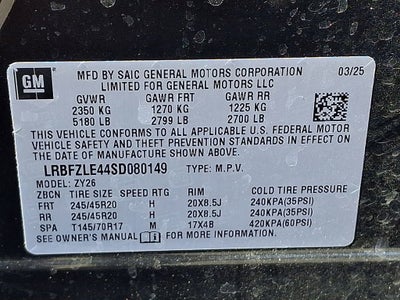 GM
MFD BY SAIC GENERAL MOTORS CORPORATION 03/25
LIMITED FOR GENERAL MOTORS LLC
GVWR GAWR FRT GAWR RR
2350 KG 1270 KG 1225 KG
5180 LB 2799 LB 2700 LB
THIS VEHICLE CONFORMS TO ALL APPLICABLE U.S. FEDERAL MOTOR
VEHICLE SAFETY AND THEFT PREVENTION STANDARDS IN EFFECT ON
THE DATE OF MANUFACTURE SHOWN ABOVE.
LRBFZLE44SD080149 TYPE: M.P.V.
MODEL: ZY26
ZBCN TIRE SIZE SPEED RTG RIM COLD TIRE PRESSURE
FRT 245/45R20 H 20X8.5J 240KPA(35PSI)
RR 245/45R20 H 20X8.5J 240KPA(35PSI)
SPA T145/70R17 M 17X4B 420KPA(60PSI)
SEE OWNER'S MANUAL FOR ADDITIONAL INFORMATION.